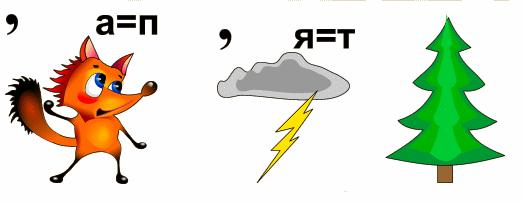 , а=п , я=т